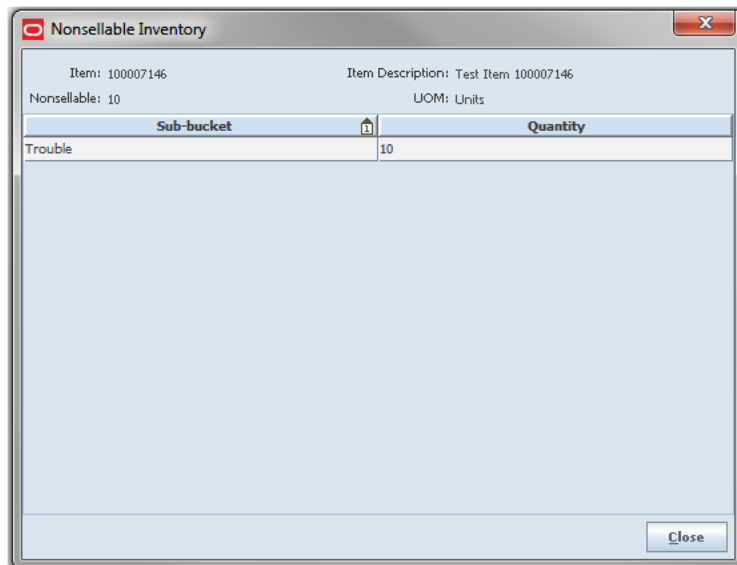 Nonsellable Inventory
Item: 100007146 Item Description: Test Item 100007146
Nonsellable: 10 UOM: Units
Sub-bucket 1 Quantity
Trouble 10
Close